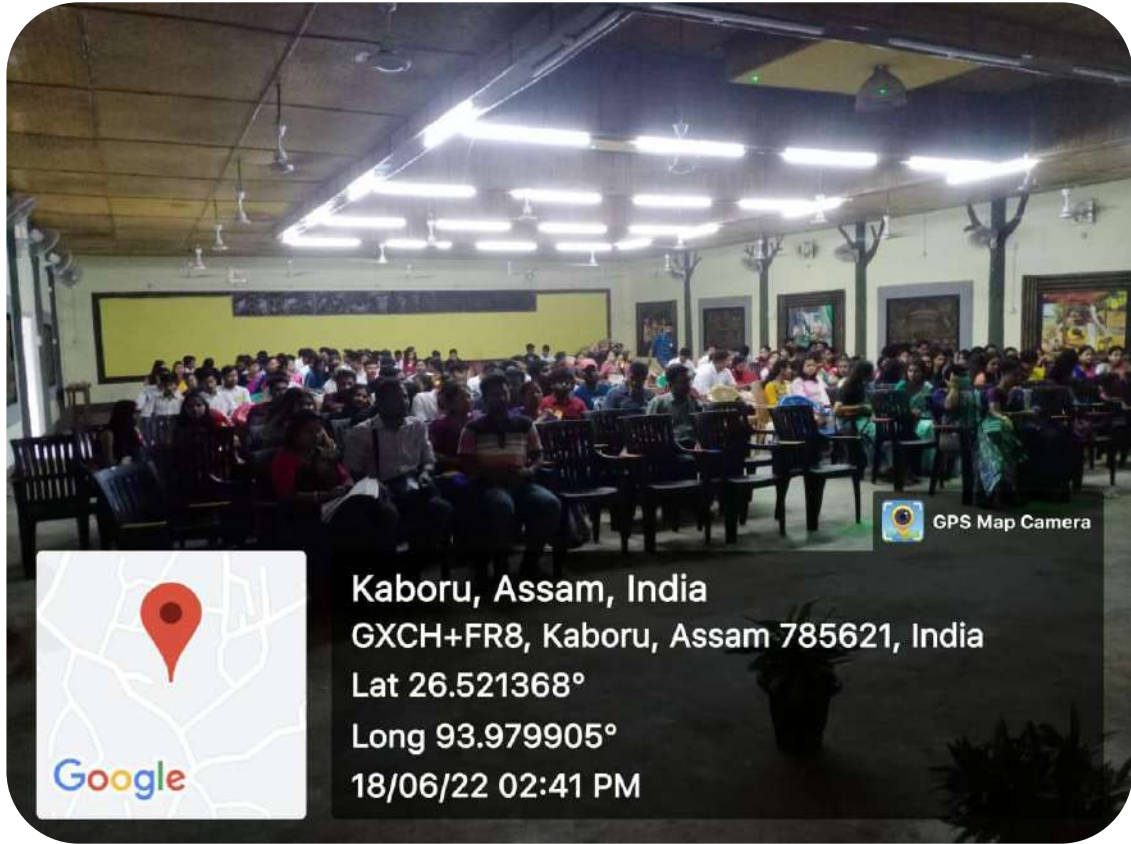 GPS Map Camera
Kaboru, Assam, India
GXCH+FR8, Kaboru, Assam 785621, India
Lat 26.521368°
Long 93.979905°
18/06/22 02:41 PM
Google